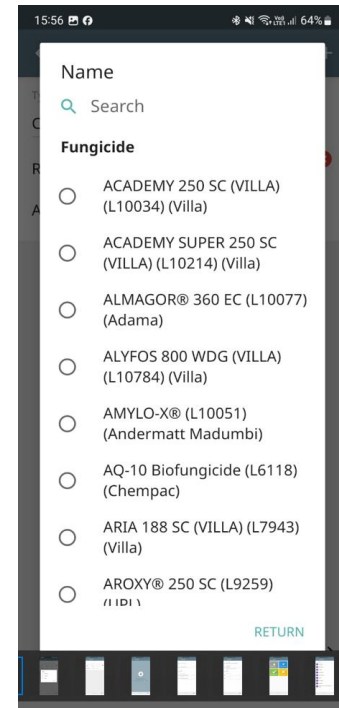 15:56
64%
Name
Search
Fungicide
ACADEMY 250 SC (VILLA)
(L10034) (Villa)
ACADEMY SUPER 250 SC
(VILLA) (L10214) (Villa)
ALMAGOR® 360 EC (L10077)
(Adama)
ALYFOS 800 WDG (VILLA)
(L10784) (Villa)
AMYLO-X® (L10051)
(Andermatt Madumbi)
AQ-10 Biofungicide (L6118)
(Chempac)
ARIA 188 SC (VILLA) (L7943)
(Villa)
AROXY® 250 SC (L9259)
(UPL)
RETURN